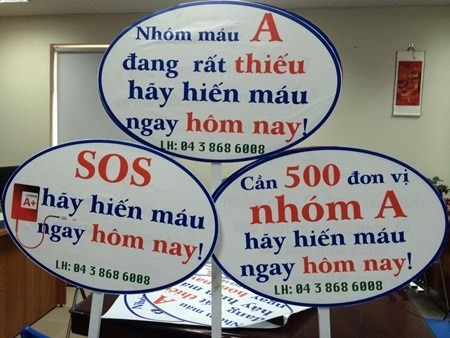 Nhóm máu A
đang rất thiếu
hãy hiến máu
ngay hôm nay!
LH: 04 3 868 6008
SOS
A+
hãy hiến máu
ngay hôm nay!
LH: 04 3 868 6008
Cần 500 đơn vị
nhóm A
hãy hiến máu
ngay hôm nay!
LH: 04 3 868 6008